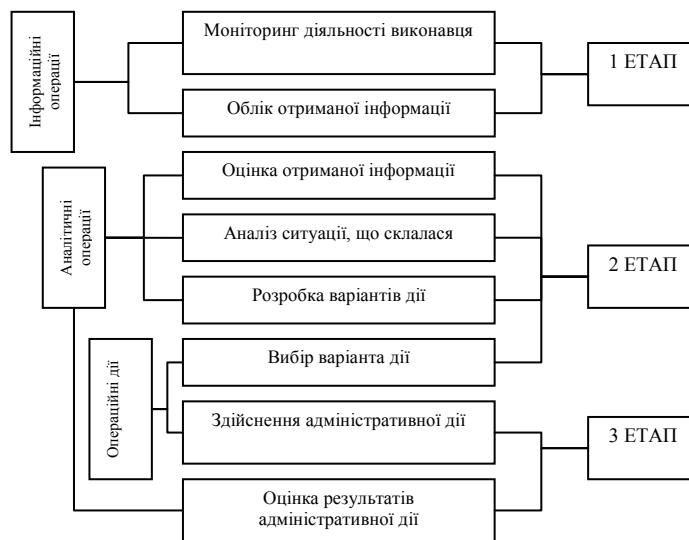 Інформаційні
операції
Моніторинг діяльності виконавця
Облік отриманої інформації
1 ЕТАП
Аналітичні
операції
Оцінка отриманої інформації
Аналіз ситуації, що склалася
Розробка варіантів дії
2 ЕТАП
Операційні дії
Вибір варіанта дії
Здійснення адміністративної дії
3 ЕТАП
Оцінка результатів
адміністративної дії